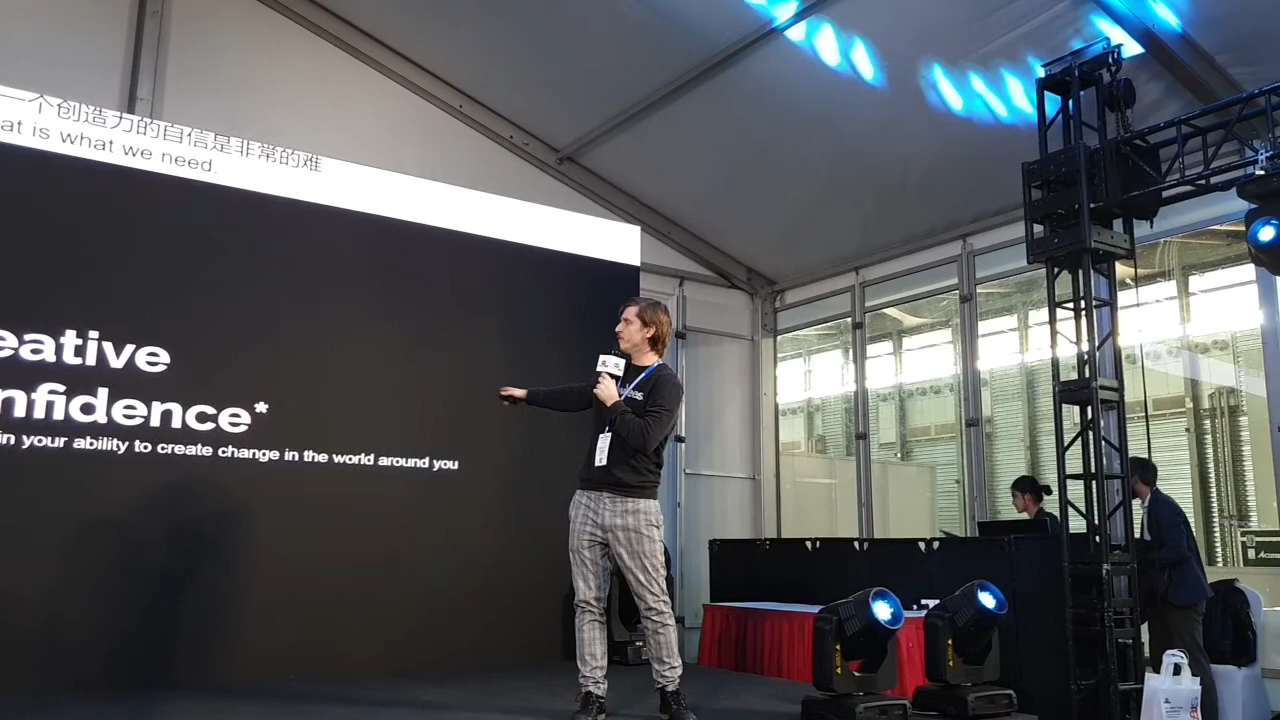 一个创造力的自信是非常的难
at is what we need.
eative
nfidence*
in your ability to create change in the world around you